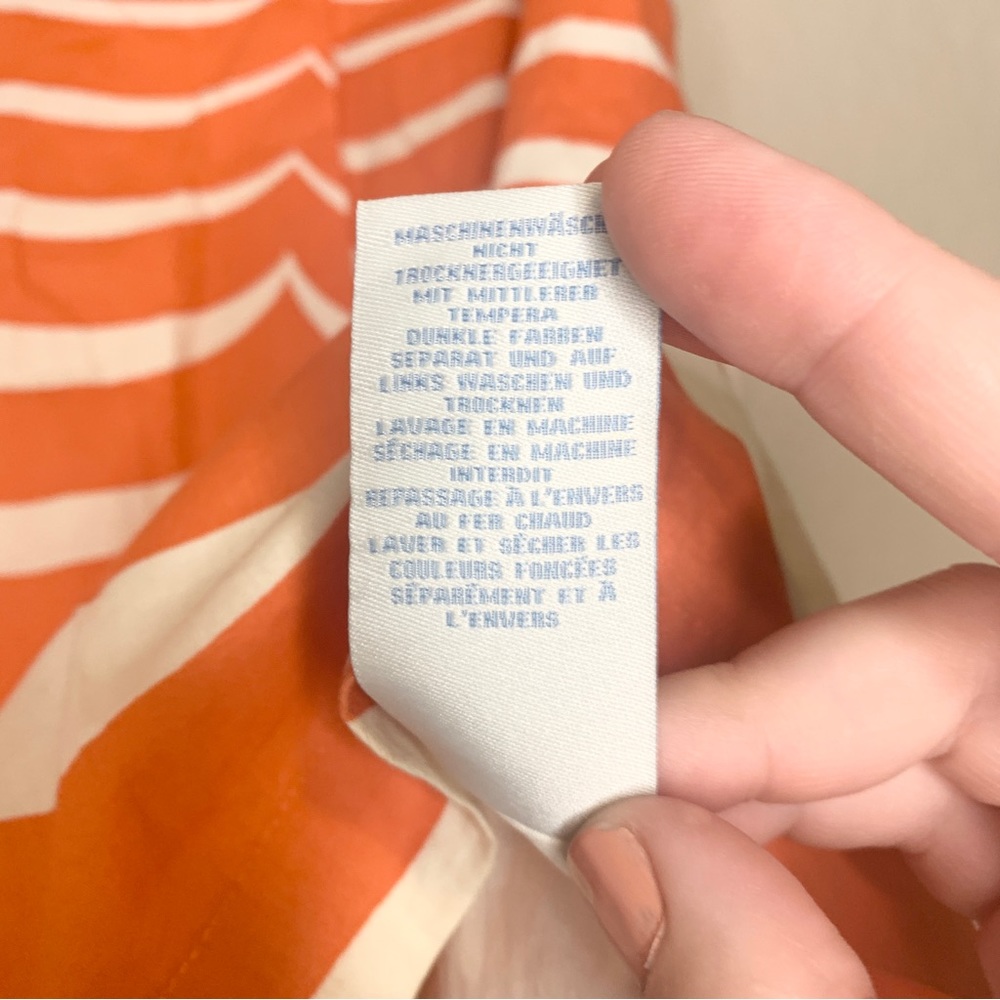 MASCHINENWÄSCH
NICHT
TROCKNERGEEIGNET
MIT MITTLERER
TEMPERA
DUNKLE FARBEN
SEPARAT UND AUF
LINKS WASCHEN UND
TROCKNEN
LAVAGE EN MACHINE
SÉCHAGE EN MACHINE
INTERDIT
REPASSAGE À L'ENVERS
AU FER CHAUD
LAVER ET SÉCHER LES
COULEURS FONCÉES
SÉPARÉMENT ET À
L'ENVERS